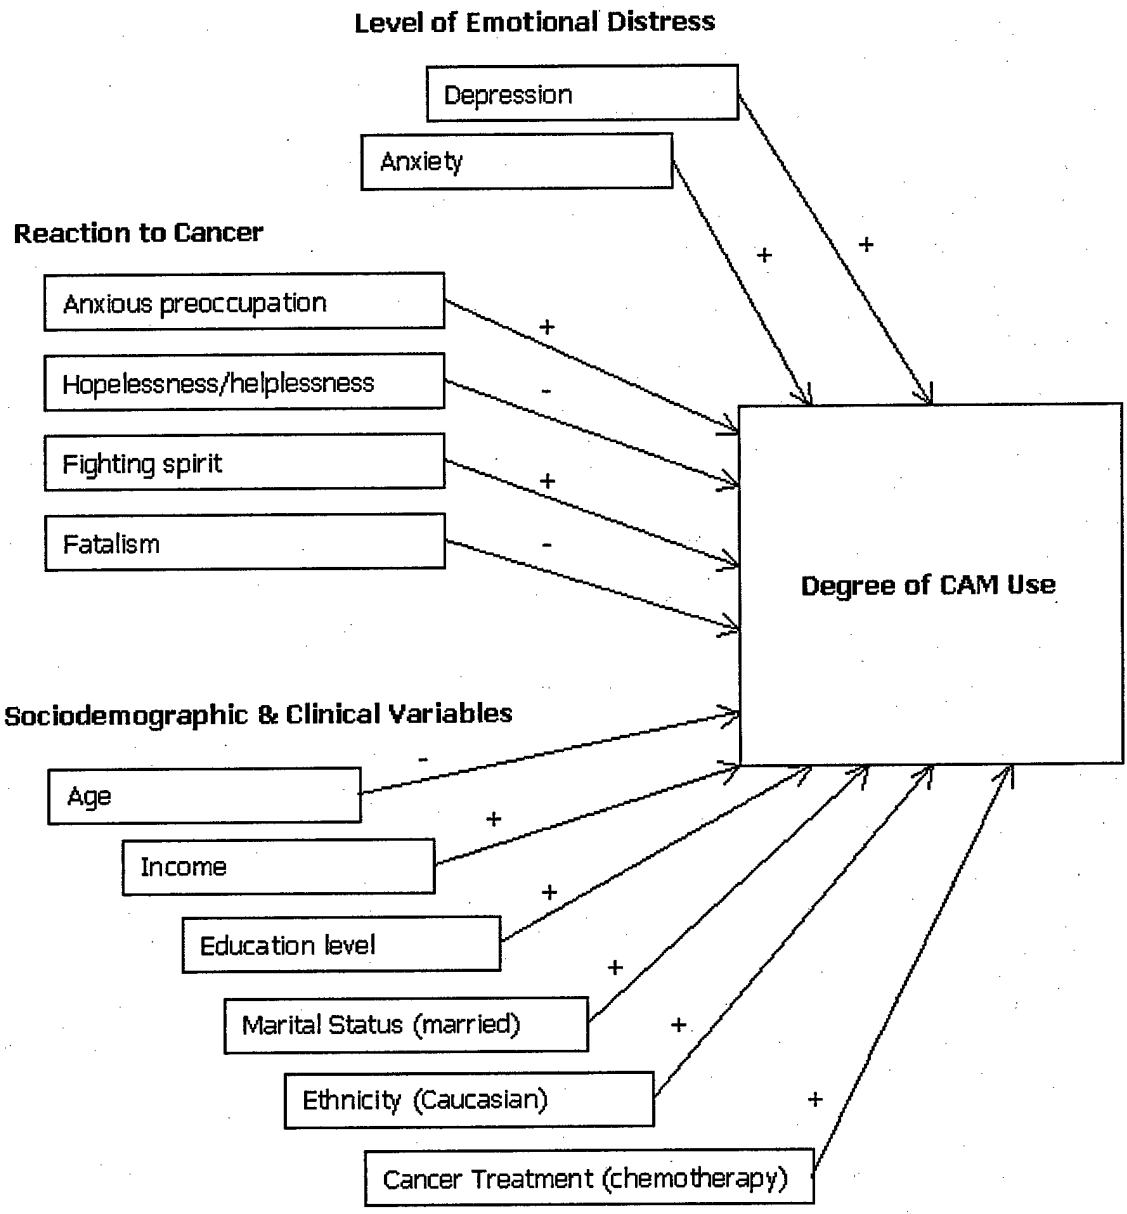 Level of Emotional Distress
Depression
Anxiety
+
+
Reaction to Cancer
Anxious preoccupation
+
Hopelessness/helplessness
-
Fighting spirit
+
Fatalism
-
Degree of CAM Use
Sociodemographic & Clinical Variables
-
Age
+
Income
+
Education level
+
Marital Status (married)
+
Ethnicity (Caucasian)
+
Cancer Treatment (chemotherapy)